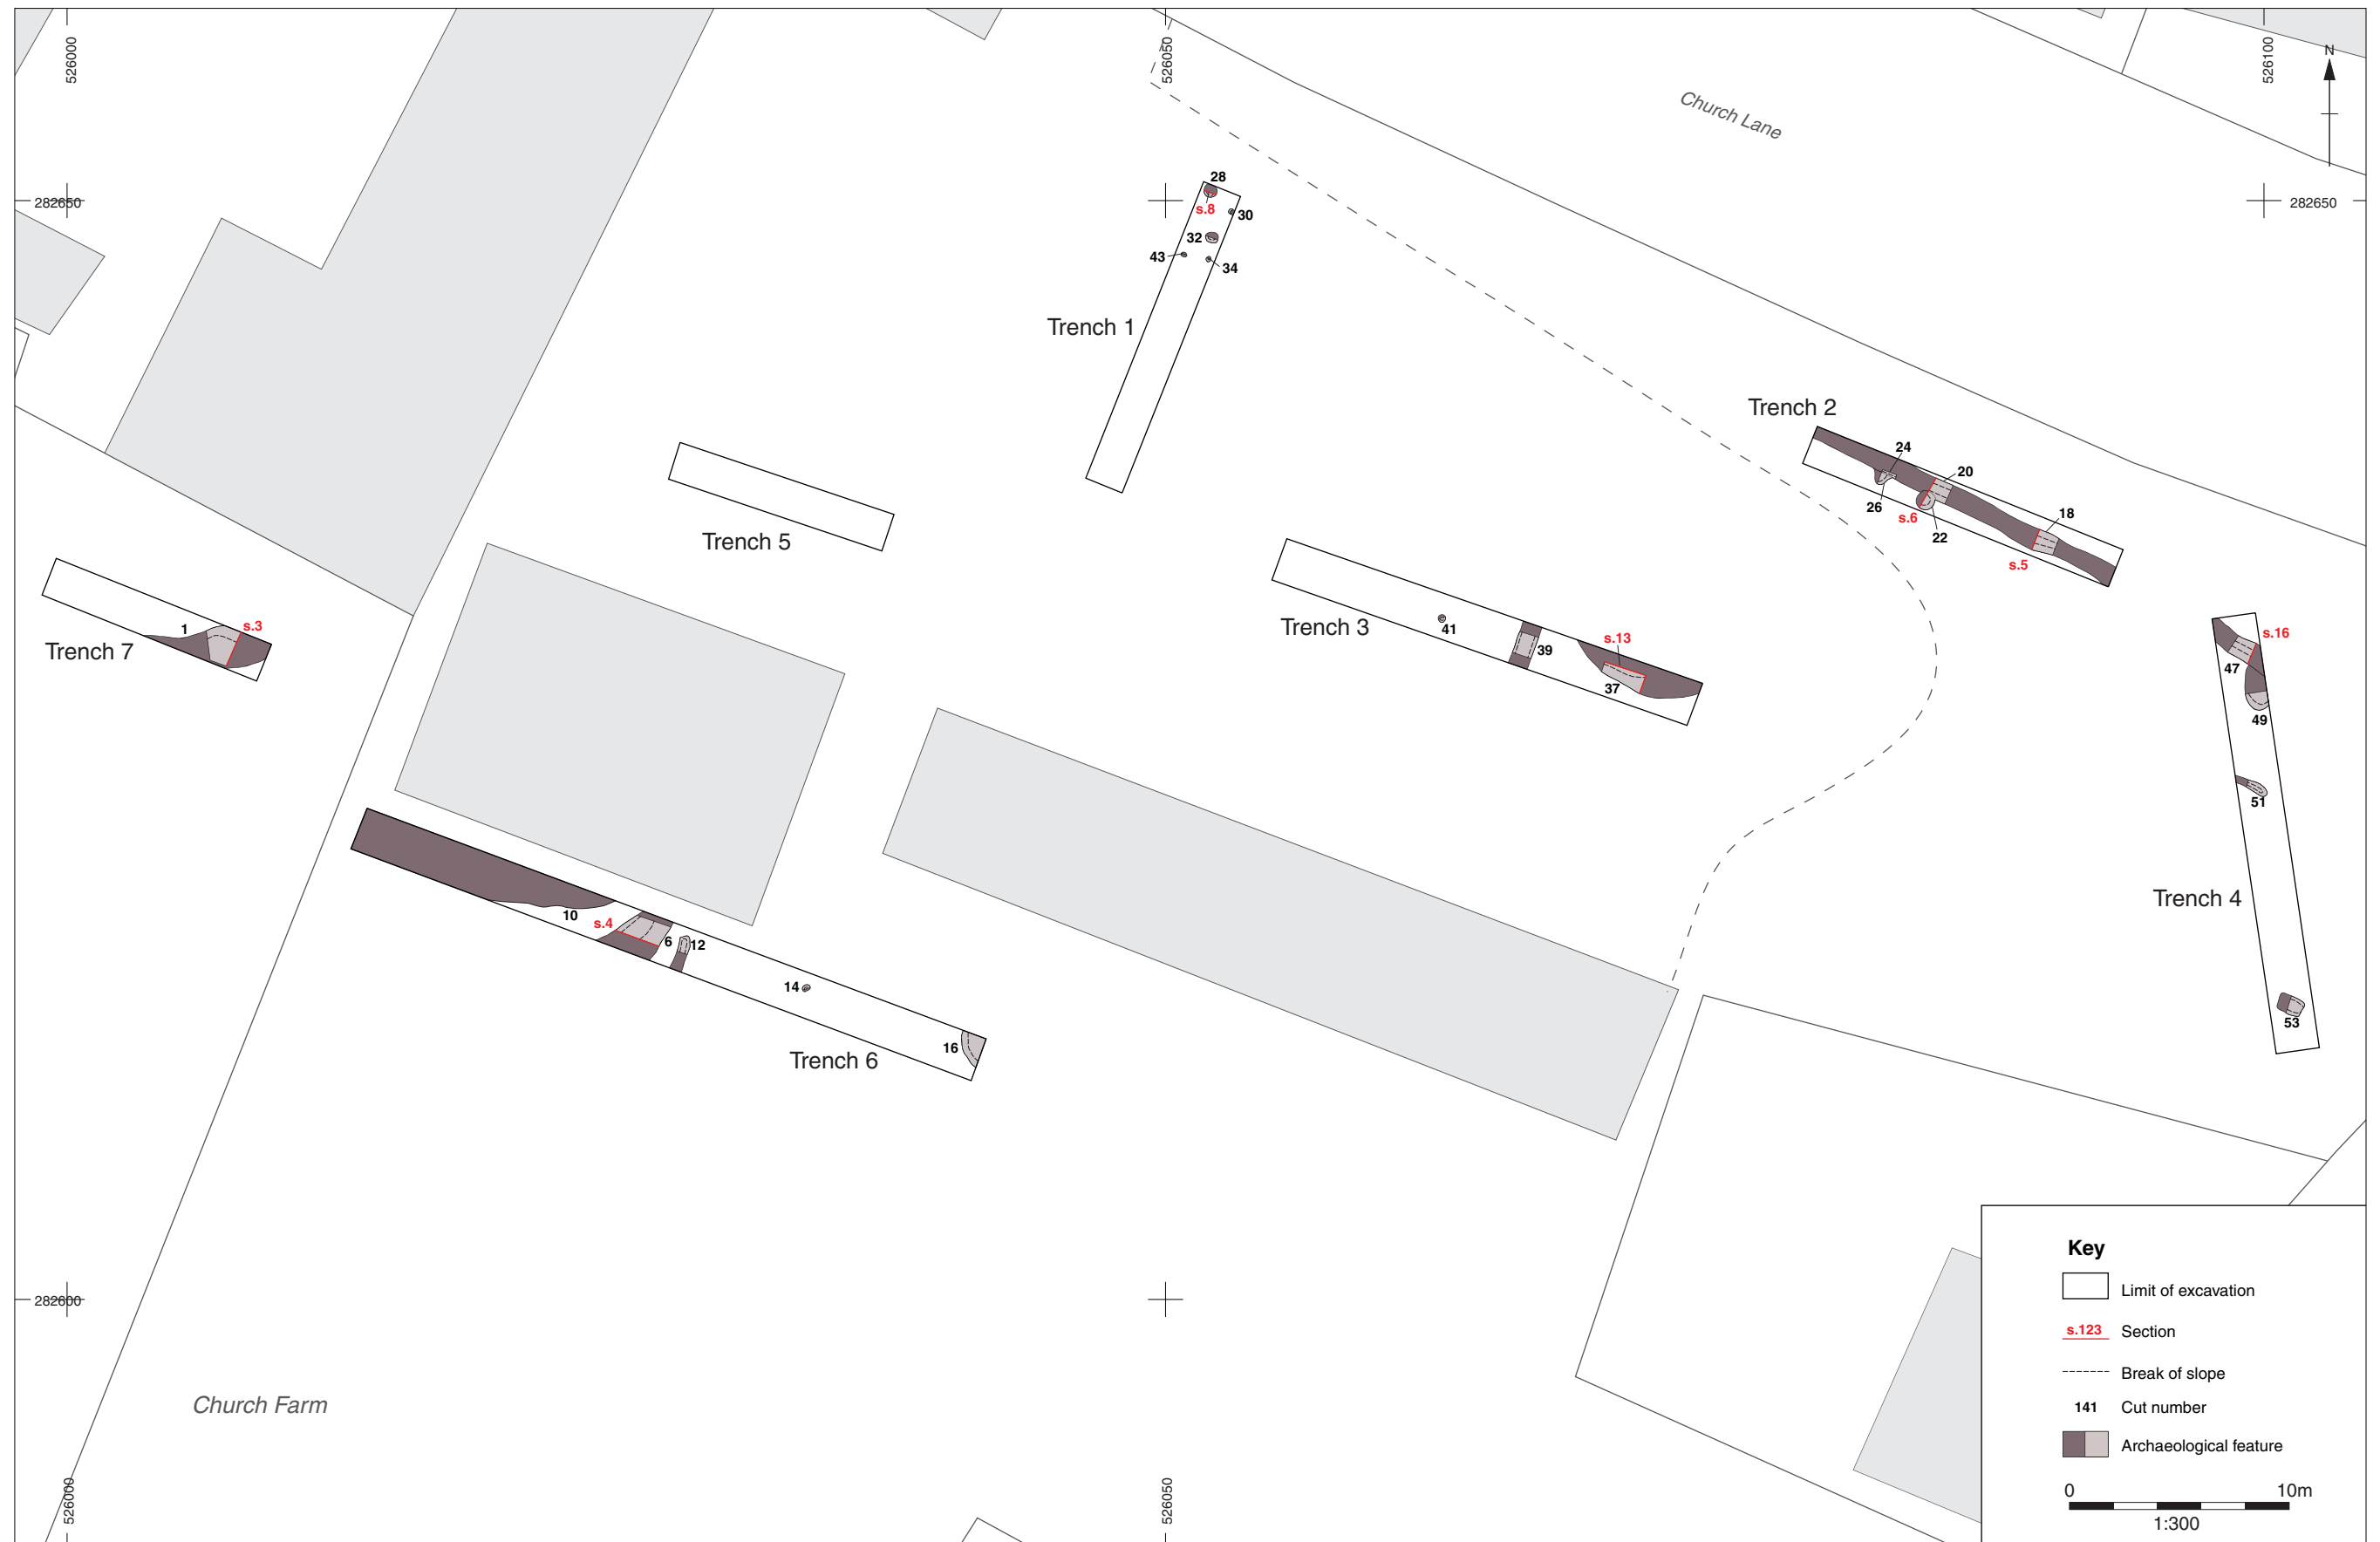 526000
526050
526100
N
Church Lane
282650
282650
28
s.8
30
32
43
34
Trench 1
Trench 2
24
20
26
s.6
22
18
s.5
Trench 5
Trench 7
1
s.3
Trench 3
41
39
s.13
37
s.16
47
49
51
Trench 4
53
10
s.4
6
12
14
16
Trench 6
282600
Church Farm
526000
526050
Key
Limit of excavation
s.123 Section
Break of slope
141 Cut number
Archaeological feature
0 10m
1:300